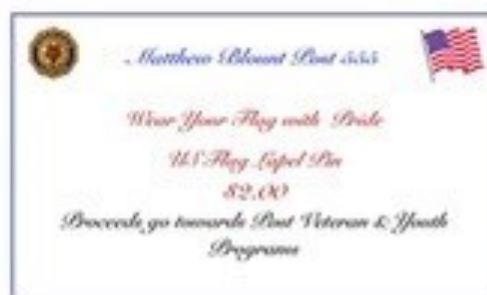 Matthew Blount Post 555
Wear Your Flag with Pride
US Flag Lapel Pin
$2.00
Proceeds go towards Post Veteran & Youth
Programs